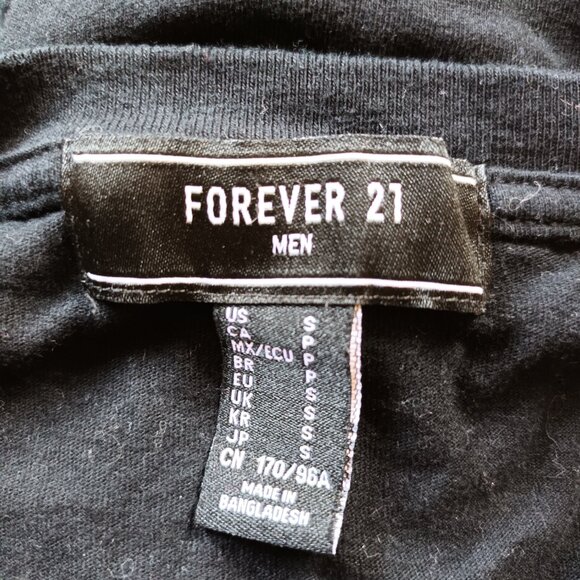 FOREVER 21
MEN
US S
CA P
MX/ECU P
BR P
EU S
UK S
KR S
JP S
CN 170/96A
MADE IN
BANGLADESH